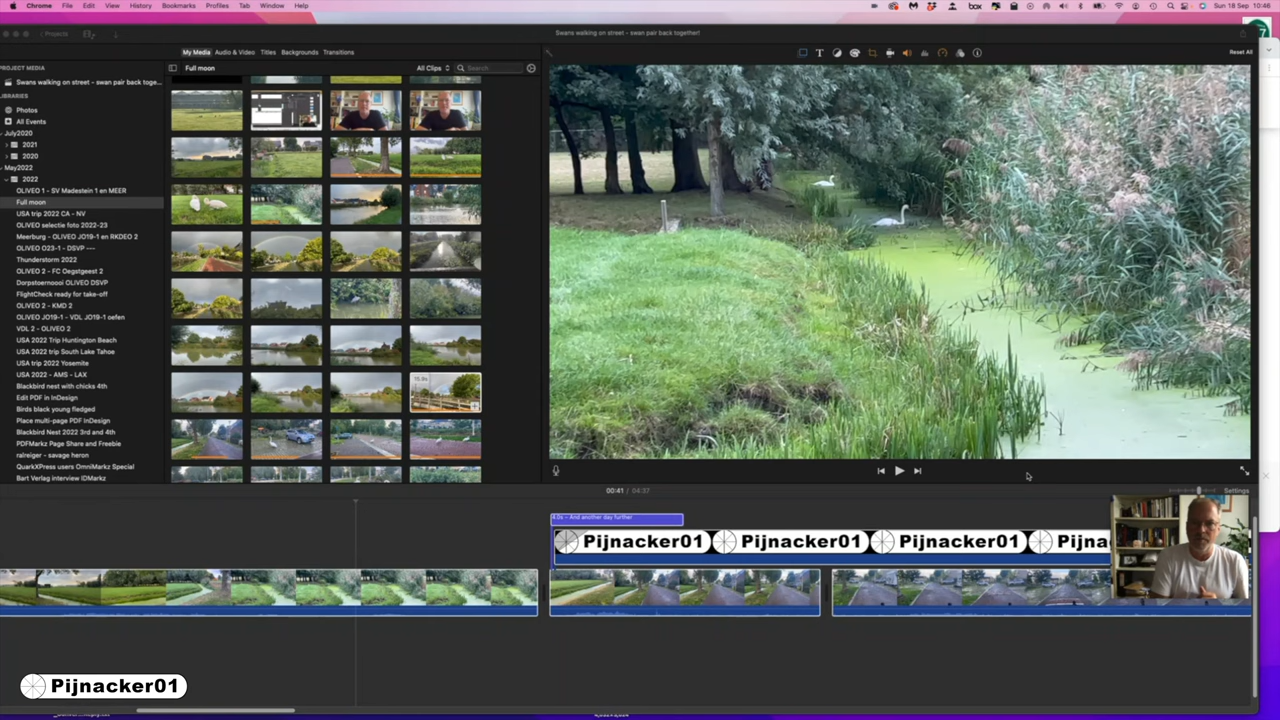 Chrome File Edit View History Bookmarks Profiles Tab Window Help
box
Sun 18 Sep 10:46
Projects
Swans walking on street - swan pair back together!
My Media Audio & Video Titles Backgrounds Transitions
Reset All
PROJECT MEDIA
Full moon
All Clips
Search
Swans walking on street - swan pair back toge...
LIBRARIES
Photos
All Events
July2020
2021
2020
May2022
2022
OLIVEO 1 - SV Madestein 1 en MEER
Full moon
USA trip 2022 CA - NV
OLIVEO selectie foto 2022-23
Meerburg - OLIVEO JO19-1 en RKDEO 2
OLIVEO O23-1 - DSVP ---
Thunderstorm 2022
OLIVEO 2 - FC Oegstgeest 2
Dorpstoernooi OLIVEO DSVP
FlightCheck ready for take-off
OLIVEO 2 - KMD 2
OLIVEO JO19-1 - VDL JO19-1 oefen
VDL 2 - OLIVEO 2
USA 2022 Trip Huntington Beach
USA 2022 trip South Lake Tahoe
USA trip 2022 Yosemite
USA 2022 - AMS - LAX
Blackbird nest with chicks 4th
Edit PDF in InDesign
Birds black young fledged
Place multi-page PDF InDesign
Blackbird Nest 2022 3rd and 4th
PDFMarkz Page Share and Freebie
ralreiger - savage heron
QuarkXPress users OmniMarkz Special
Bart Verlag interview IDMarkz
00:41 / 04:37
Settings
4.0s - And another day further
Pijnacker01 Pijnacker01 Pijnacker01 Pijna
Pijnacker01